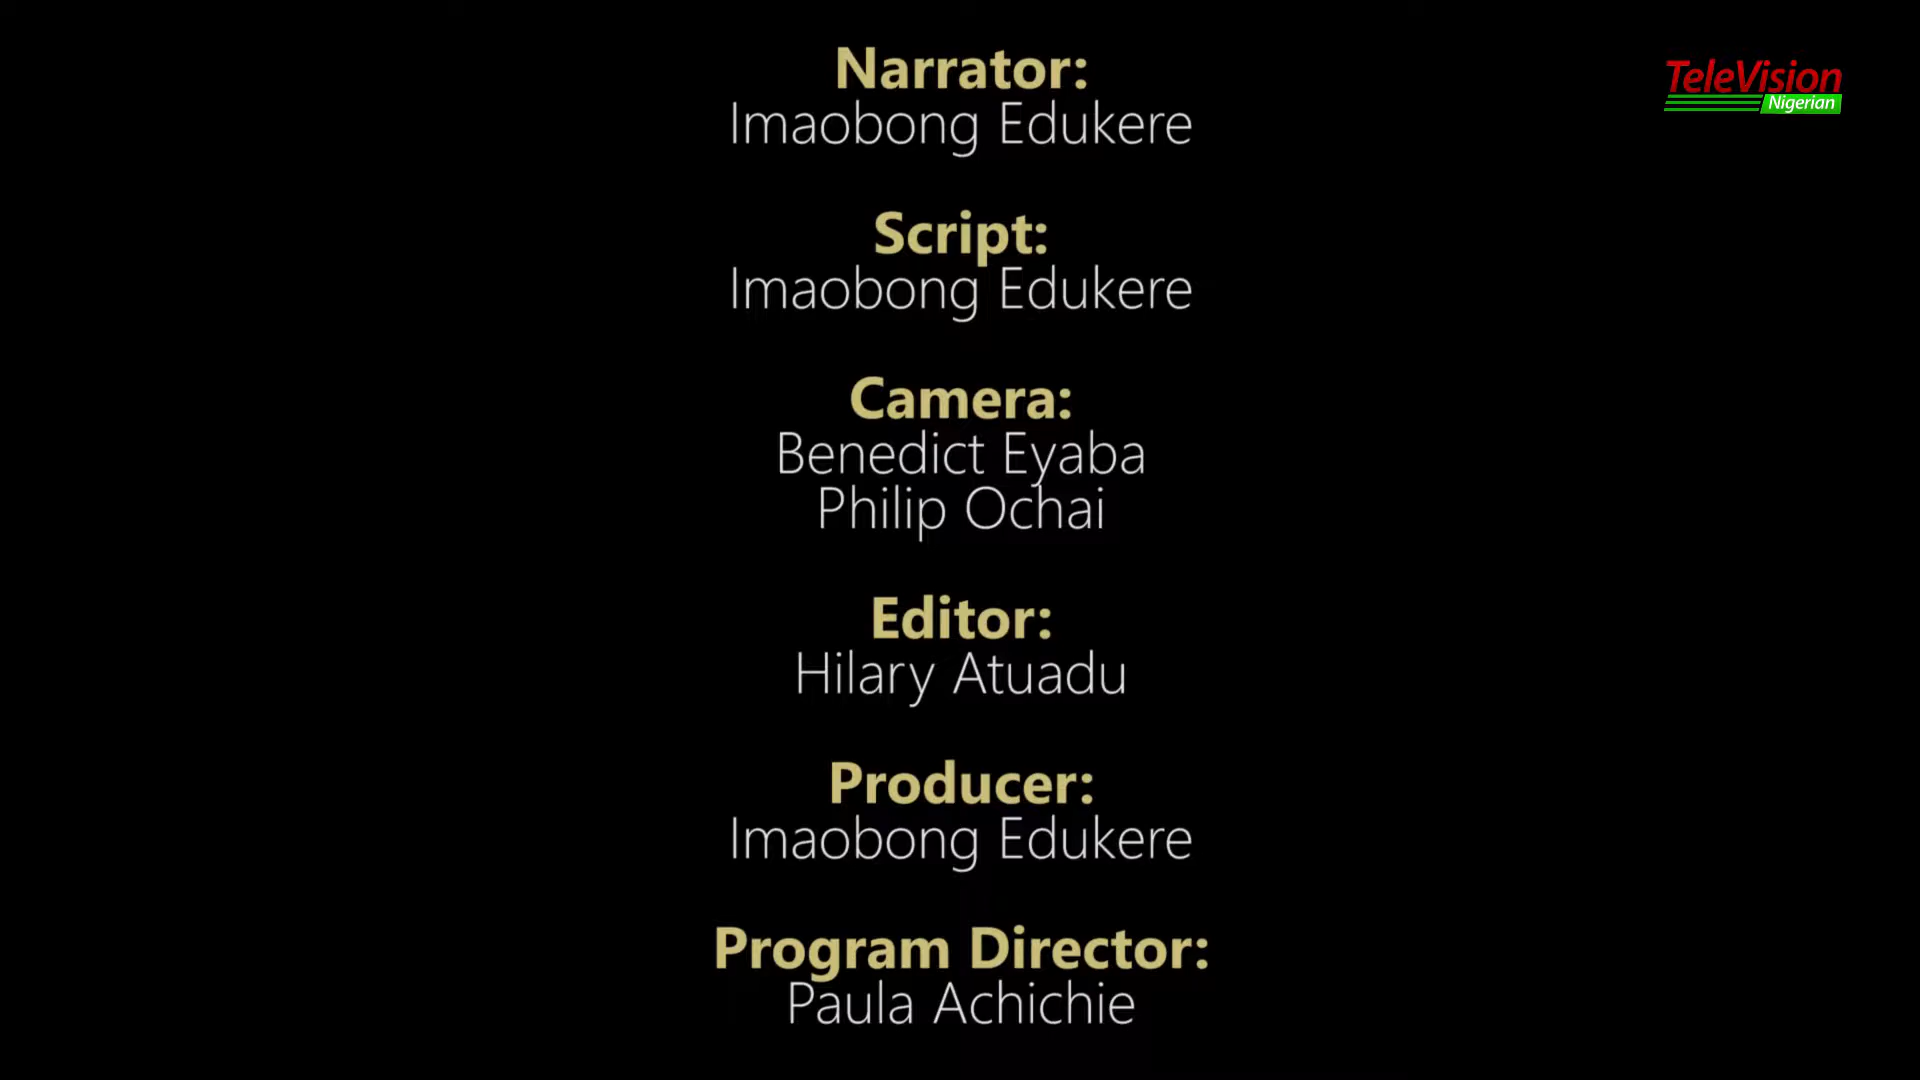 Narrator:
Imaobong Edukere
TeleVision
Nigerian
Script:
Imaobong Edukere
Camera:
Benedict Eyaba
Philip Ochai
Editor:
Hilary Atuadu
Producer:
Imaobong Edukere
Program Director:
Paula Achichie